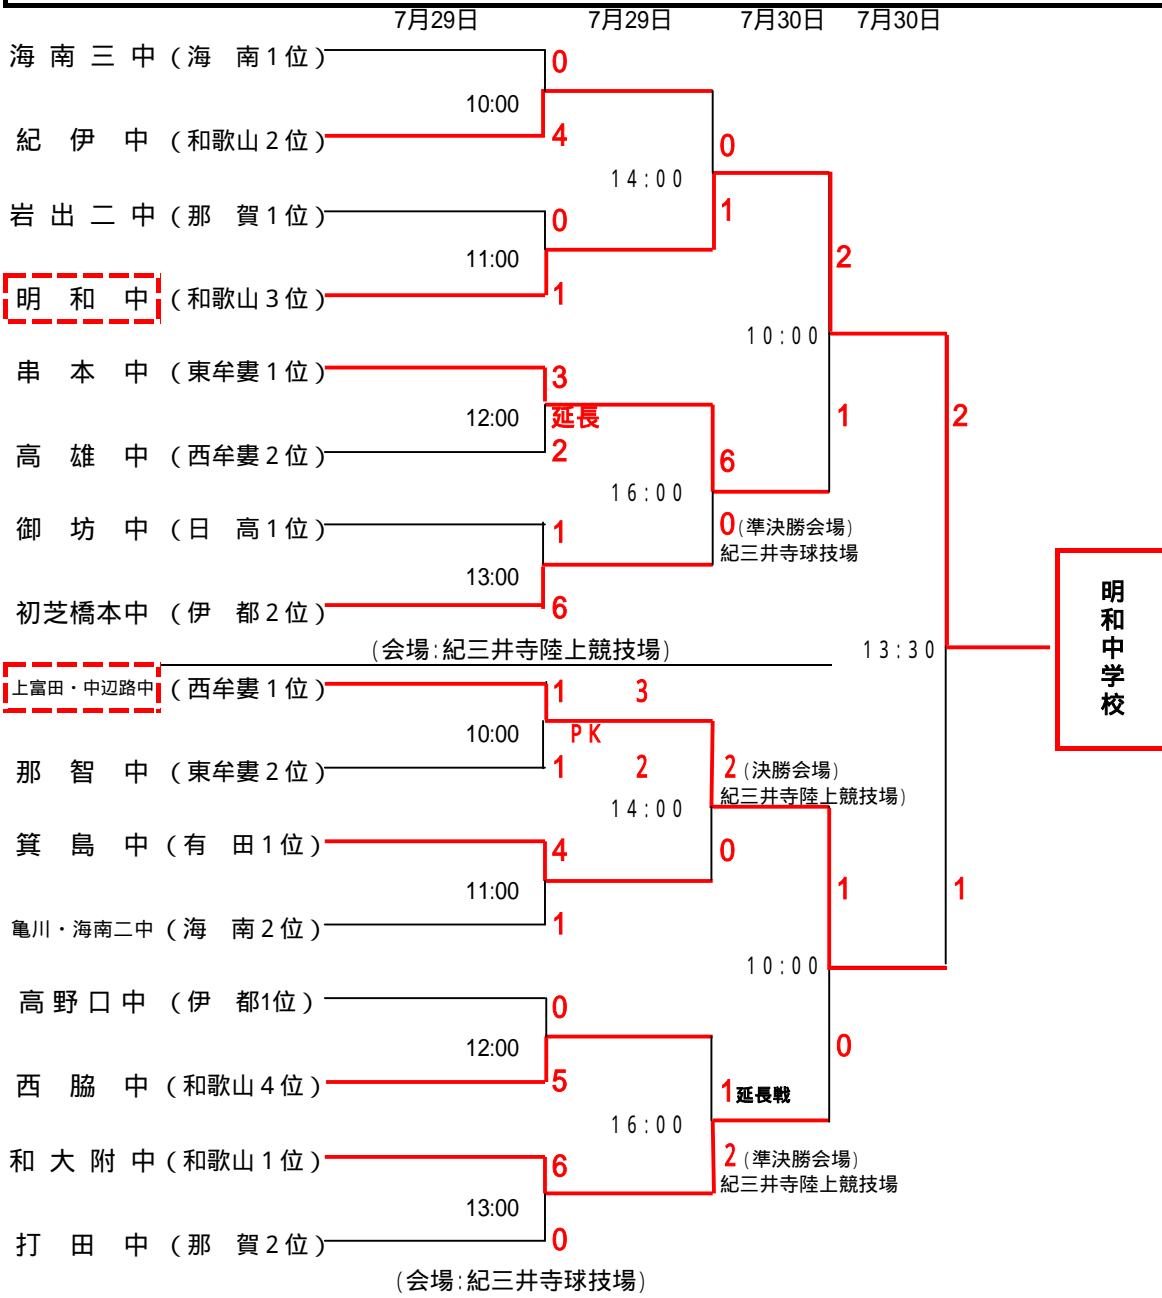 7月29日 7月29日 7月30日 7月30日
海南三中(海 南1位) 0
10:00
紀伊中(和歌山2位) 4
0
14:00
岩出二中(那 賀1位) 0
1
11:00
2
明和中(和歌山3位) 1
10:00
串本中(東牟婁1位) 3
12:00 延長
1
2
高雄中(西牟婁2位) 2
6
16:00
御坊中(日 高1位) 1
0(準決勝会場)
紀三井寺球技場
13:00
初芝橋本中(伊 都2位) 6
(会場:紀三井寺陸上競技場)
13:30
明和中学校
上富田・中辺路中(西牟婁1位) 1 3
10:00 PK
那智中(東牟婁2位) 1 2
2(決勝会場)
紀三井寺陸上競技場)
14:00
箕島中(有 田1位) 4
0
11:00
1
1
亀川・海南二中(海 南2位) 1
10:00
高野口中(伊 都1位) 0
12:00
0
西脇中(和歌山4位) 5
1延長戦
16:00
和大附中(和歌山1位) 6
2(準決勝会場)
紀三井寺陸上競技場
13:00
打田中(那 賀2位) 0
(会場:紀三井寺球技場)